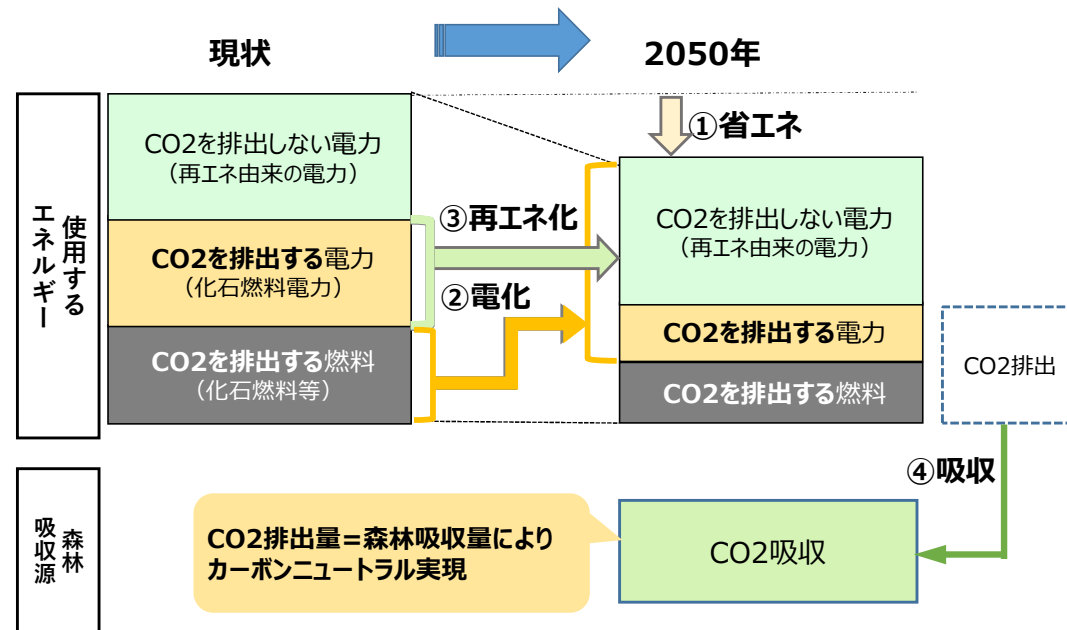 現状
2050年
使用する
エネルギー
CO2を排出しない電力
（再エネ由来の電力）
CO2を排出する電力
（化石燃料電力）
CO2を排出する燃料
（化石燃料等）
①省エネ
③再エネ化
②電化
CO2を排出しない電力
（再エネ由来の電力）
CO2を排出する電力
CO2を排出する燃料
CO2排出
④吸収
森林
吸収源
CO2排出量＝森林吸収量により
カーボンニュートラル実現
CO2吸収